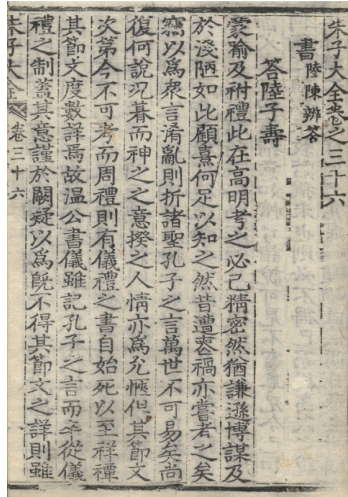 朱子大全卷之三十六
書 陸陳辨答
答陸子壽
蒙喻及祔禮此在高明考之必已精密然猶謙遜博謀及
於淺陋如此顧熹何足以知之然昔遭喪禍亦嘗考之矣
竊以爲衆言淆亂則折諸聖孔子之言萬世不可易矣尚
復何說況暮而神之之意揆之人情亦爲允愜但其節文
次第今不可考而周禮則有儀禮之書自始死以至祥禫
其節文度數詳焉故温公書儀雖記孔子之言而卒從儀
禮之制蓋其意謹於闕疑以爲旣不得其節文之詳則雖
朱子大全 卷三十六